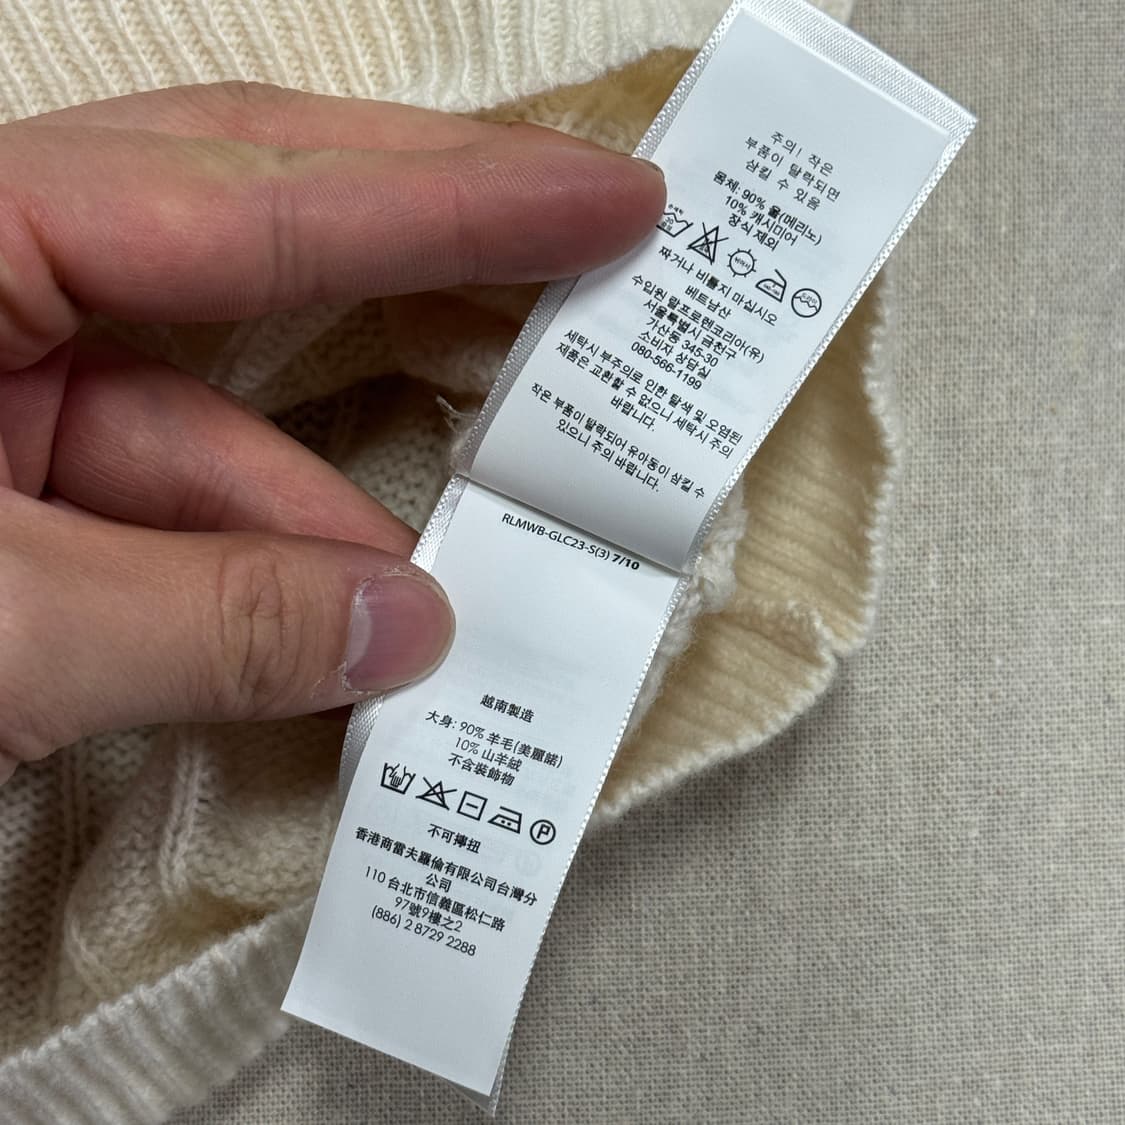 주의! 작은
부품이 탈락되면
삼킬 수 있음
몸체: 90% 울(메리노)
10% 캐시미어
장식 제외
짜거나 비틀지 마십시오
베트남산
수입원 랄프로렌코리아(유)
서울특별시 금천구
가산동 345-30
소비자 상담실
080-566-1199
세탁시 부주의로 인한 탈색 및 오염된
제품은 교환할 수 없으니 세탁시 주의
바랍니다.
작은 부품이 탈락되어 유아동이 삼킬 수
있으니 주의 바랍니다.
RLMWB-GLC23-S(3) 7/10
越南製造
大身: 90% 羊毛(美麗諾)
10% 山羊絨
不含裝飾物
P
不可擰扭
香港商雷夫羅倫有限公司台灣分
公司
110 台北市信義區松仁路
97號9樓之2
(886) 2 8729 2288